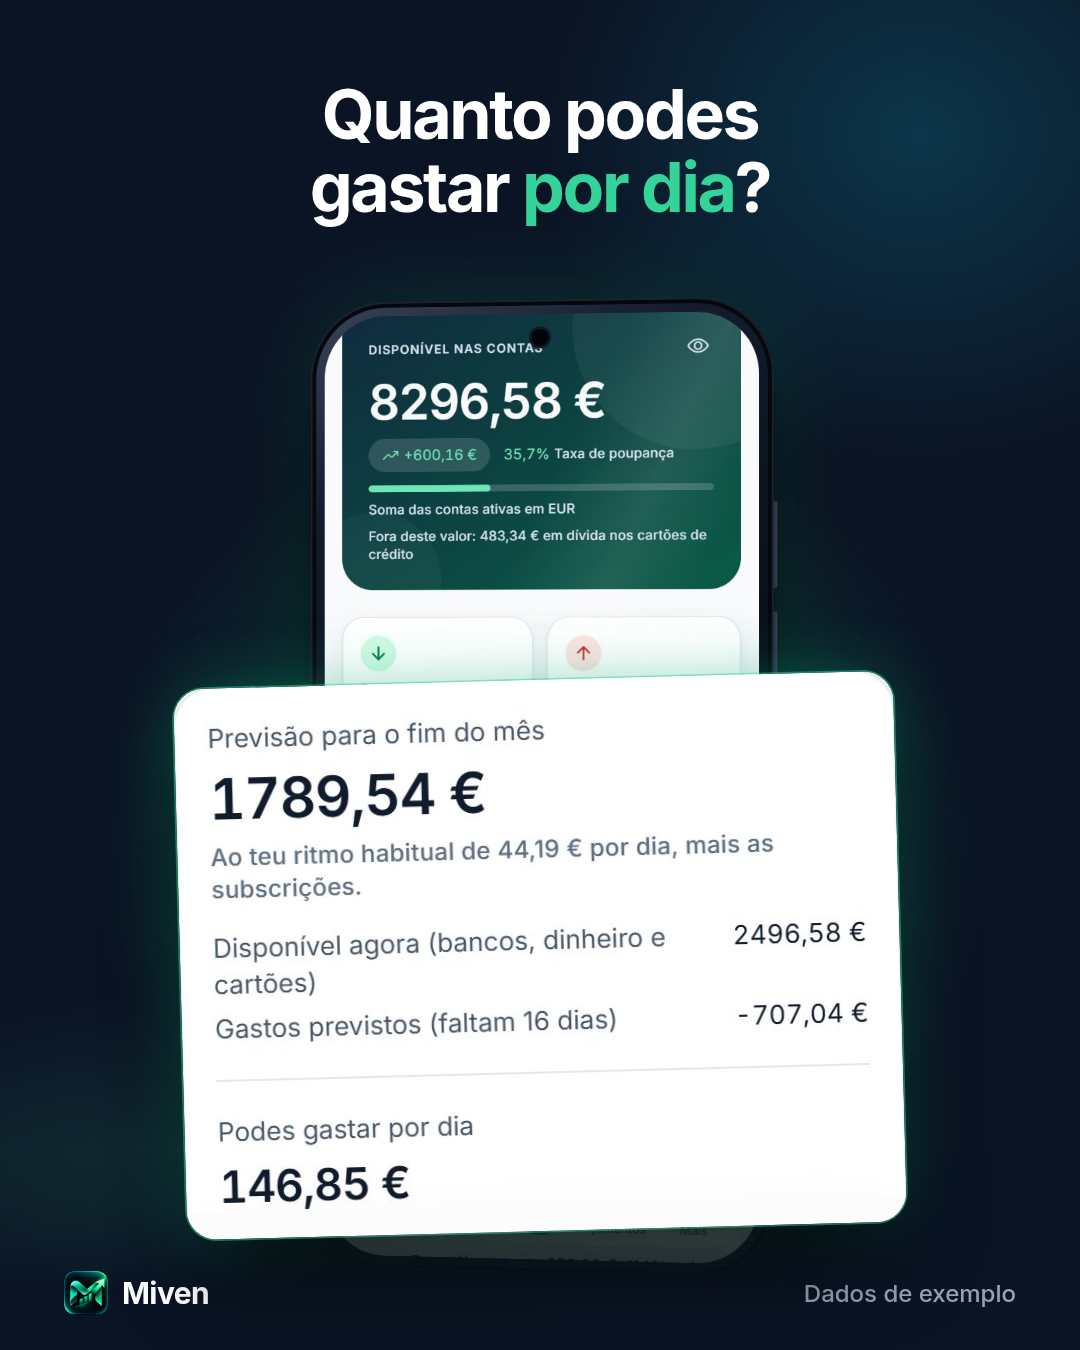 Quanto podes
gastar por dia?
DISPONÍVEL NAS CONTAS
8296,58 €
+600,16 €
35,7% Taxa de poupança
Soma das contas ativas em EUR
Fora deste valor: 483,34 € em dívida nos cartões de
crédito
Previsão para o fim do mês
1789,54 €
Ao teu ritmo habitual de 44,19 € por dia, mais as
subscrições.
Disponível agora (bancos, dinheiro e
cartões)
2496,58 €
Gastos previstos (faltam 16 dias)
-707,04 €
Podes gastar por dia
146,85 €
Mais
Miven
Dados de exemplo